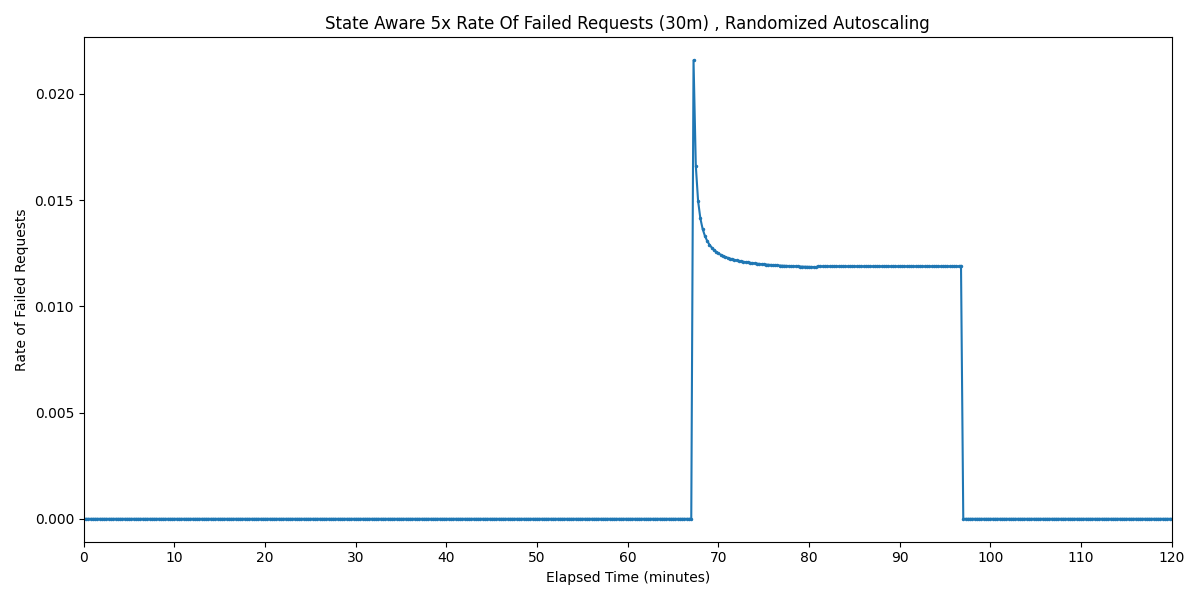 State Aware 5x Rate Of Failed Requests (30m) , Randomized Autoscaling
0.020
0.015
0.010
0.005
0.000
Rate of Failed Requests
0 10 20 30 40 50 60 70 80 90 100 110 120
Elapsed Time (minutes)